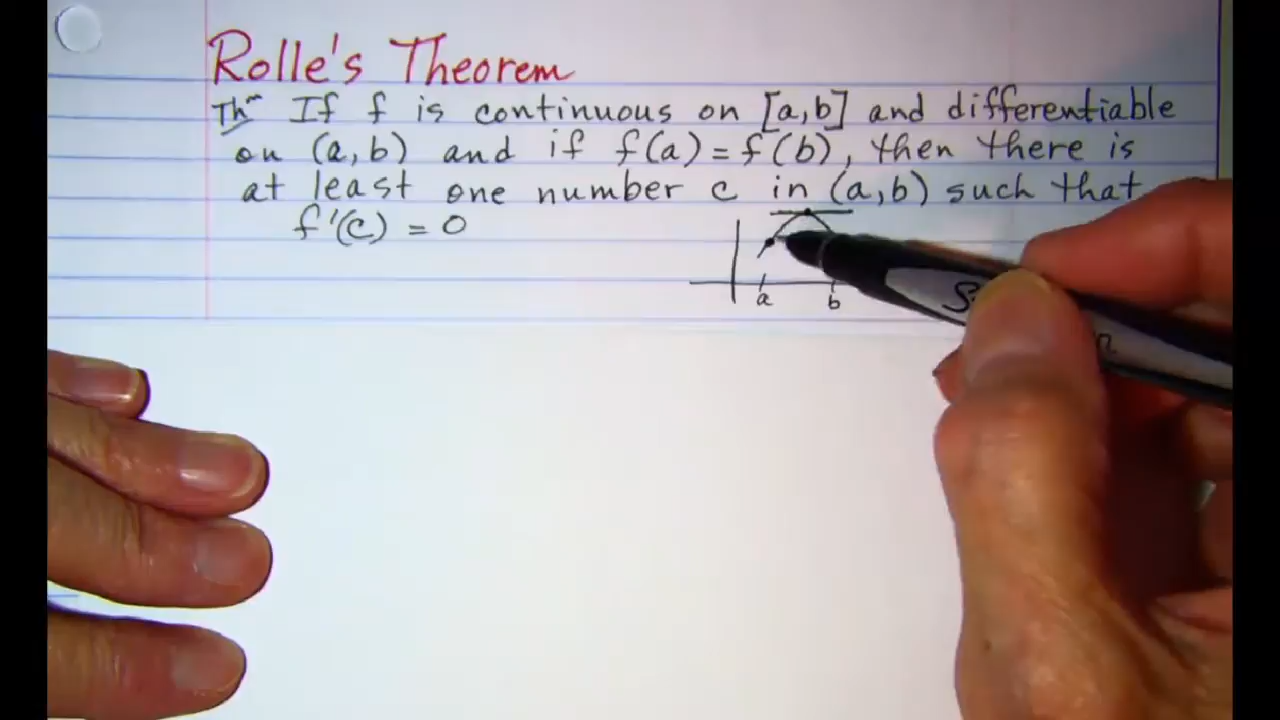 Rolle's Theorem
Thm If f is continuous on [a,b] and differentiable
on (a,b) and if f(a) = f(b), then there is
at least one number c in (a,b) such that
f'(c) = 0
a b